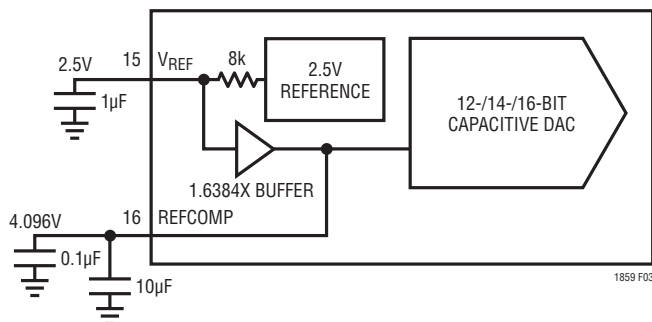 2.5V
15
VREF
8k
2.5V
REFERENCE
12-/14-/16-BIT
CAPACITIVE DAC
1µF
1.6384X BUFFER
4.096V
16
REFCOMP
0.1µF
10µF
1859 F03